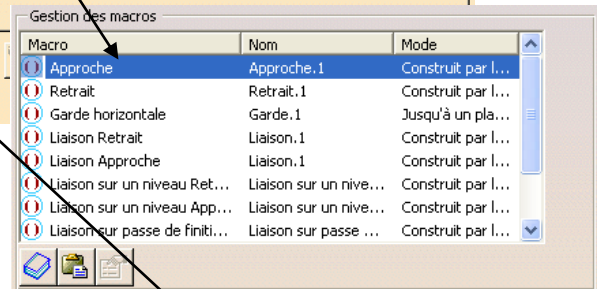 Gestion des macros
Macro Nom Mode
Approche Approche.1 Construit par l...
Retrait Retrait.1 Construit par l...
Garde horizontale Garde.1 Jusqu'à un pla...
Liaison Retrait Liaison.1 Construit par l...
Liaison Approche Liaison.1 Construit par l...
Liaison sur un niveau Ret... Liaison sur un nive... Construit par l...
Liaison sur un niveau App... Liaison sur un nive... Construit par l...
Liaison sur passe de finiti... Liaison sur passe ... Construit par l...